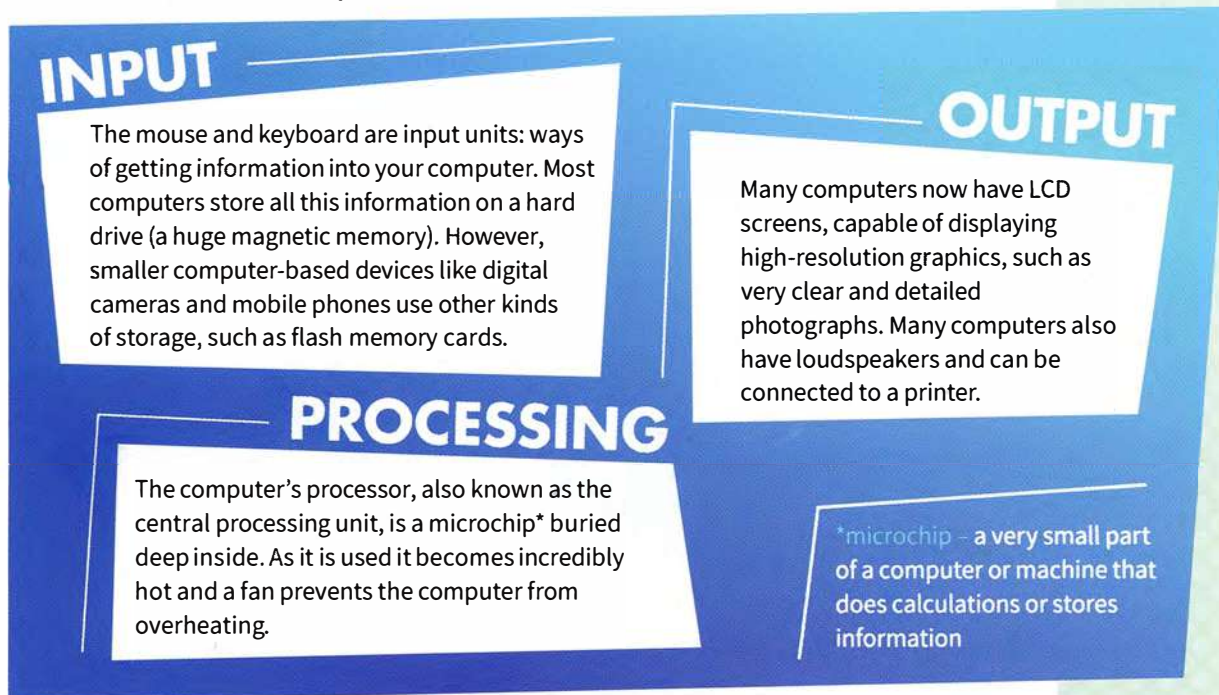 INPUT
The mouse and keyboard are input units: ways
of getting information into your computer. Most
computers store all this information on a hard
drive (a huge magnetic memory). However,
smaller computer-based devices like digital
cameras and mobile phones use other kinds
of storage, such as flash memory cards.
OUTPUT
Many computers now have LCD
screens, capable of displaying
high-resolution graphics, such as
very clear and detailed
photographs. Many computers also
have loudspeakers and can be
connected to a printer.
PROCESSING
The computer's processor, also known as the
central processing unit, is a microchip* buried
deep inside. As it is used it becomes incredibly
hot and a fan prevents the computer from
overheating.
*microchip – a very small part
of a computer or machine that
does calculations or stores
information